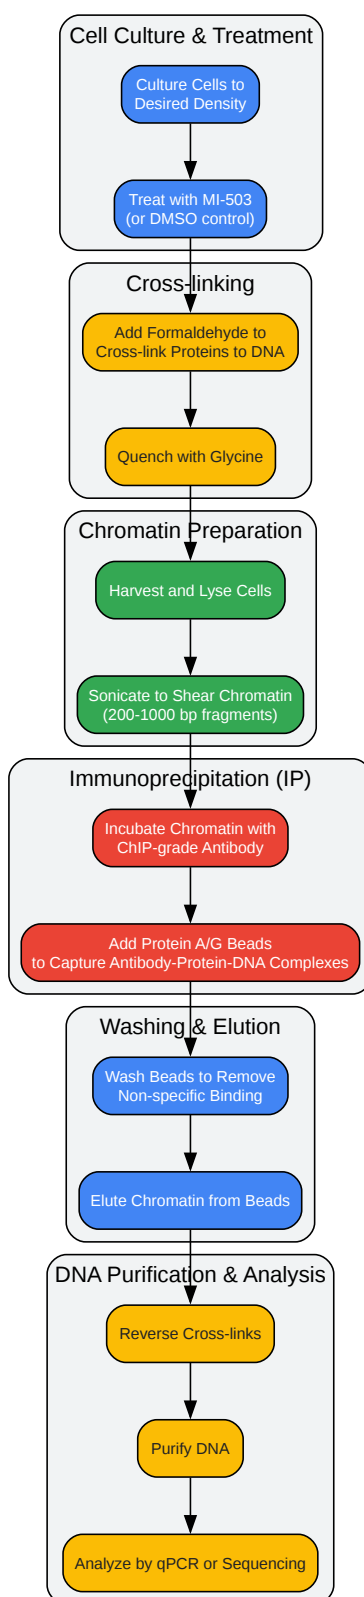 Cell Culture & Treatment
Culture Cells to
Desired Density
Treat with MI-503
(or DMSO control)
Cross-linking
Add Formaldehyde to
Cross-link Proteins to DNA
Quench with Glycine
Chromatin Preparation
Harvest and Lyse Cells
Sonicate to Shear Chromatin
(200-1000 bp fragments)
Immunoprecipitation (IP)
Incubate Chromatin with
ChIP-grade Antibody
Add Protein A/G Beads
to Capture Antibody-Protein-DNA Complexes
Washing & Elution
Wash Beads to Remove
Non-specific Binding
Elute Chromatin from Beads
DNA Purification & Analysis
Reverse Cross-links
Purify DNA
Analyze by qPCR or Sequencing